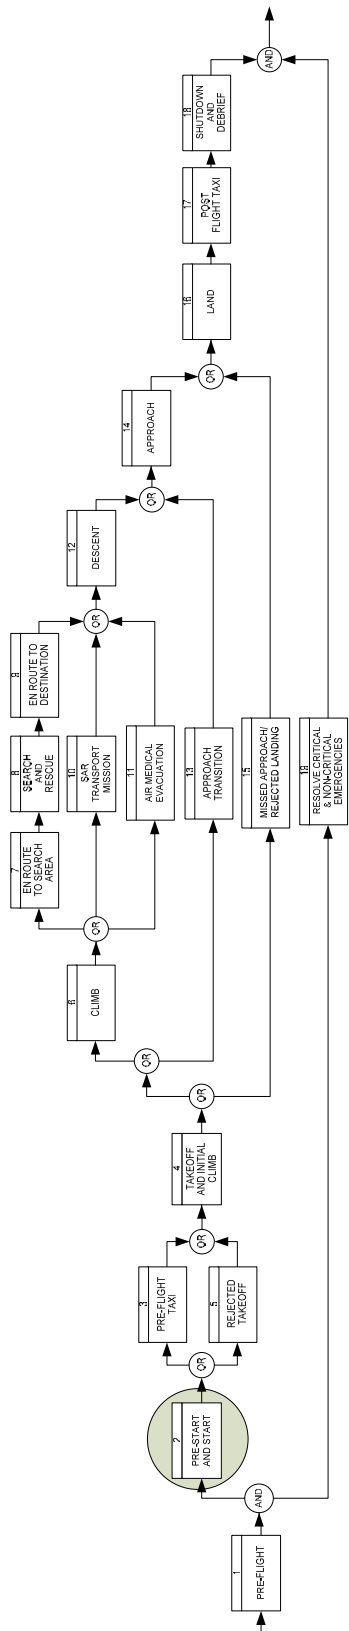 1
PRE-FLIGHT
AND
2
PRE-START
AND START
OR
3
PRE-FLIGHT
TAXI
5
REJECTED
TAKEOFF
OR
4
TAKEOFF
AND INITIAL
CLIMB
OR
OR
6
CLIMB
OR
7
EN ROUTE
TO SEARCH
AREA
8
SEARCH
AND
RESCUE
9
EN ROUTE TO
DESTINATION
10
SAR
TRANSPORT
MISSION
11
AIR MEDICAL
EVACUATION
OR
12
DESCENT
13
APPROACH
TRANSITION
OR
14
APPROACH
15
MISSED APPROACH/
REJECTED LANDING
OR
16
LAND
17
POST
FLIGHT TAXI
18
SHUTDOWN
AND
DEBRIEF
19
RESOLVE CRITICAL
& NON-CRITICAL
EMERGENCIES
AND